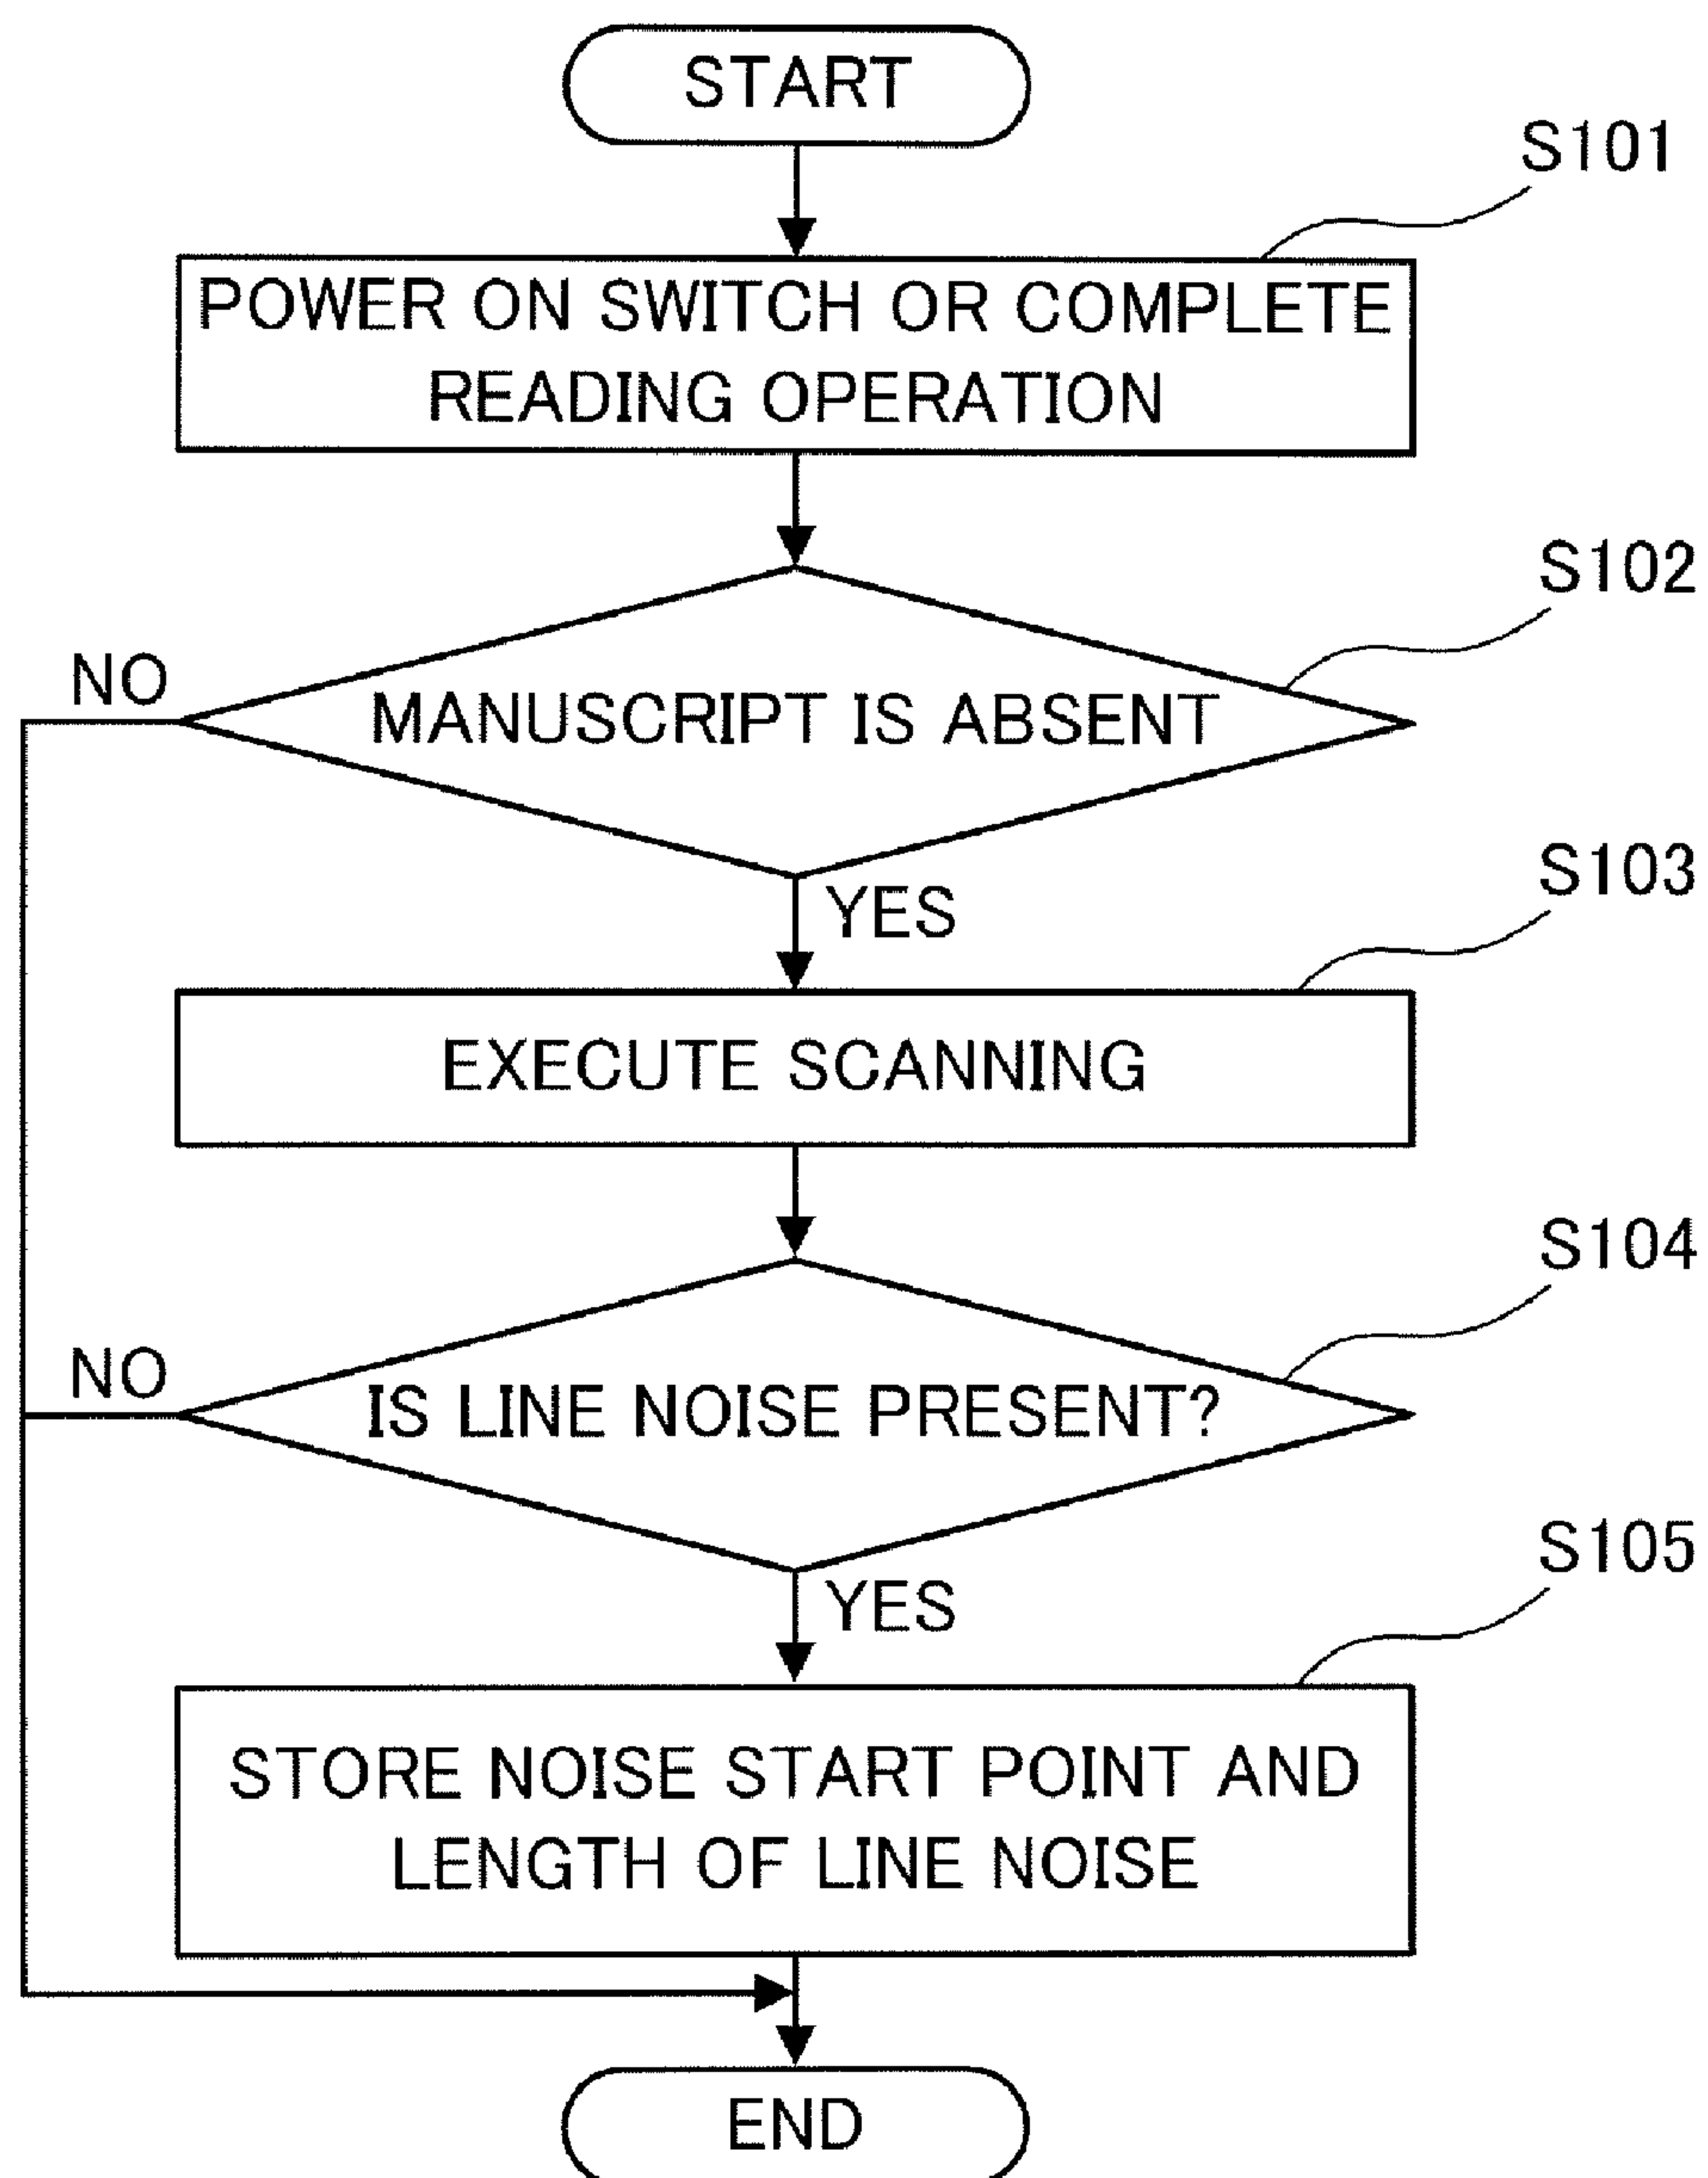 START
S101
POWER ON SWITCH OR COMPLETE
READING OPERATION
S102
NO
MANUSCRIPT IS ABSENT
YES
S103
EXECUTE SCANNING
S104
NO
IS LINE NOISE PRESENT?
YES
S105
STORE NOISE START POINT AND
LENGTH OF LINE NOISE
END